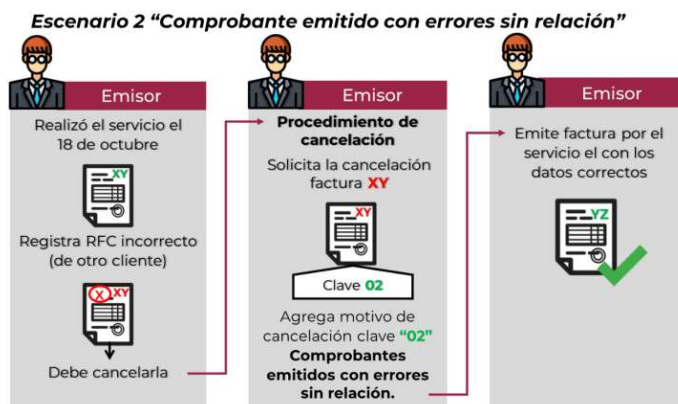 Escenario 2 “Comprobante emitido con errores sin relación”
Emisor
Realizó el servicio el
18 de octubre
XY
Registra RFC incorrecto
(de otro cliente)
X XY
Debe cancelarla
Emisor
Procedimiento de
cancelación
Solicita la cancelación
factura XY
XY
Clave 02
Agrega motivo de
cancelación clave “02”
Comprobantes
emitidos con errores
sin relación.
Emisor
Emite factura por el
servicio el con los
datos correctos
YZ